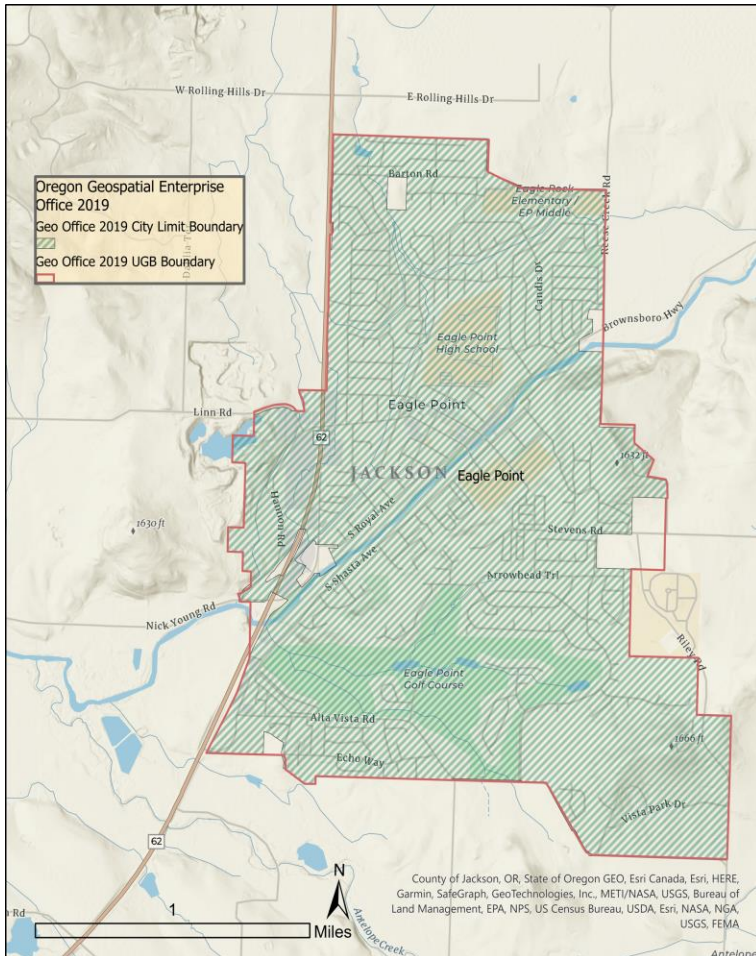 W Rolling Hills Dr
E Rolling Hills Dr
Barton Rd
Oregon Geospatial Enterprise
Office 2019
Geo Office 2019 City Limit Boundary
Geo Office 2019 UGB Boundary
Eagle Rock
Elementary /
EP Middle
Reese Creek Rd
Candis Dr
Brownsboro Hwy
Eagle Point
High School
Linn Rd
Eagle Point
62
1632 ft
JACKSON
Eagle Point
Hannon Rd
1630 ft
S Royal Ave
Stevens Rd
S Shasta Ave
Arrowhead Trl
Nick Young Rd
Riley Rd
Eagle Point
Golf Course
Alta Vista Rd
1666 ft
Echo Way
Vista Park Dr
62
N
1
Miles
County of Jackson, OR, State of Oregon GEO, Esri Canada, Esri, HERE,
Garmin, SafeGraph, GeoTechnologies, Inc., METI/NASA, USGS, Bureau of
Land Management, EPA, NPS, US Census Bureau, USDA, Esri, NASA, NGA,
USGS, FEMA
Rd
Antelope Creek
Antelope